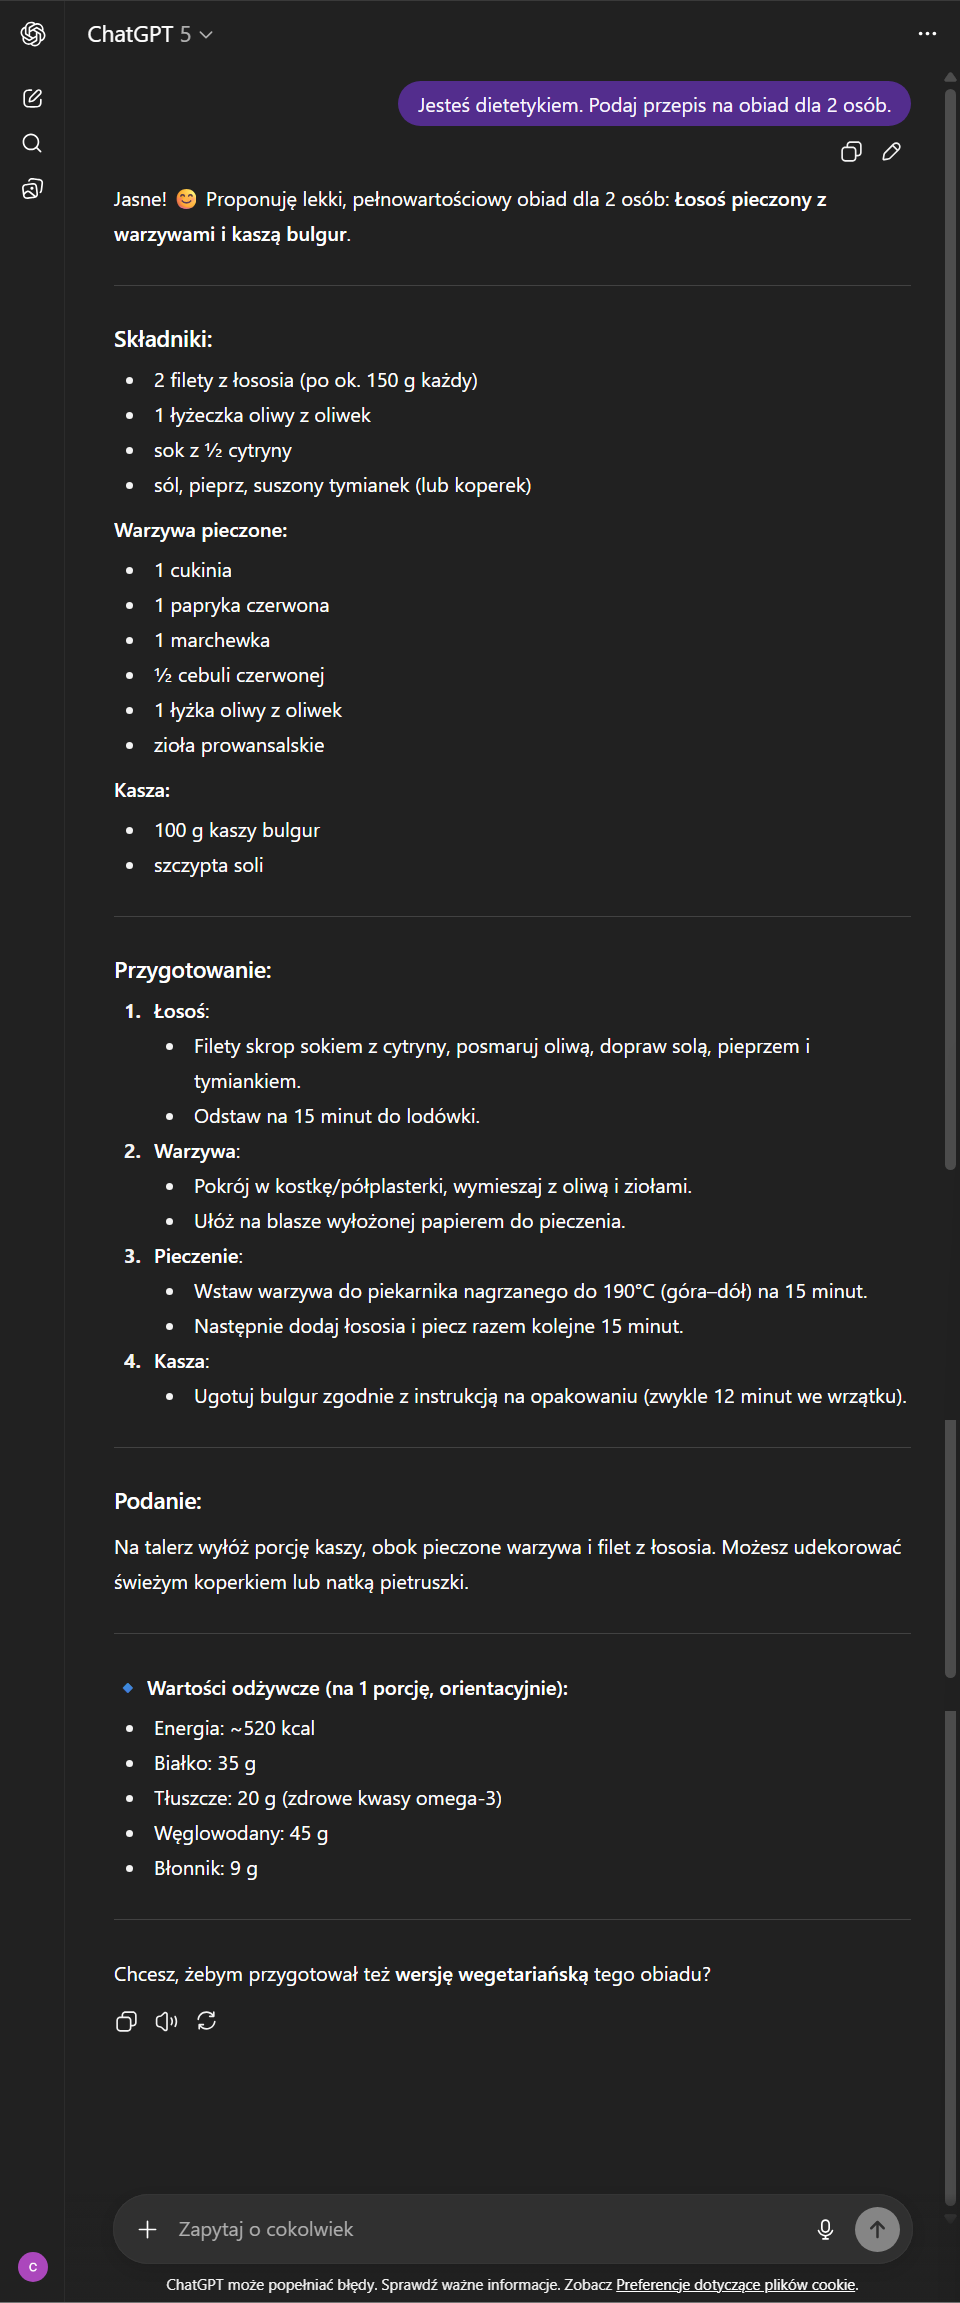 ChatGPT 5
Jesteś dietetykiem. Podaj przepis na obiad dla 2 osób.
Jasne! 😊 Proponuję lekki, pełnowartościowy obiad dla 2 osób: Łosoś pieczony z
warzywami i kaszą bulgur.
Składniki:
• 2 filety z łososia (po ok. 150 g każdy)
• 1 łyżeczka oliwy z oliwek
• sok z ½ cytryny
• sól, pieprz, suszony tymianek (lub koperek)
Warzywa pieczone:
• 1 cukinia
• 1 papryka czerwona
• 1 marchewka
• ½ cebuli czerwonej
• 1 łyżka oliwy z oliwek
• zioła prowansalskie
Kasza:
• 100 g kaszy bulgur
• szczypta soli
Przygotowanie:
1. Łosoś:
• Filety skrop sokiem z cytryny, posmaruj oliwą, dopraw solą, pieprzem i
tymiankiem.
• Odstaw na 15 minut do lodówki.
2. Warzywa:
• Pokrój w kostkę/półplasterki, wymieszaj z oliwą i ziołami.
• Ułóż na blasze wyłożonej papierem do pieczenia.
3. Pieczenie:
• Wstaw warzywa do piekarnika nagrzanego do 190°C (góra–dół) na 15 minut.
• Następnie dodaj łososia i piecz razem kolejne 15 minut.
4. Kasza:
• Ugotuj bulgur zgodnie z instrukcją na opakowaniu (zwykle 12 minut we wrzątku).
Podanie:
Na talerz wyłóż porcję kaszy, obok pieczone warzywa i filet z łososia. Możesz udekorować
świeżym koperkiem lub natką pietruszki.
🔹 Wartości odżywcze (na 1 porcję, orientacyjnie):
• Energia: ~520 kcal
• Białko: 35 g
• Tłuszcze: 20 g (zdrowe kwasy omega-3)
• Węglowodany: 45 g
• Błonnik: 9 g
Chcesz, żebym przygotował też wersję wegetariańską tego obiadu?
Zapytaj o cokolwiek
C
ChatGPT może popełniać błędy. Sprawdź ważne informacje. Zobacz Preferencje dotyczące plików cookie.